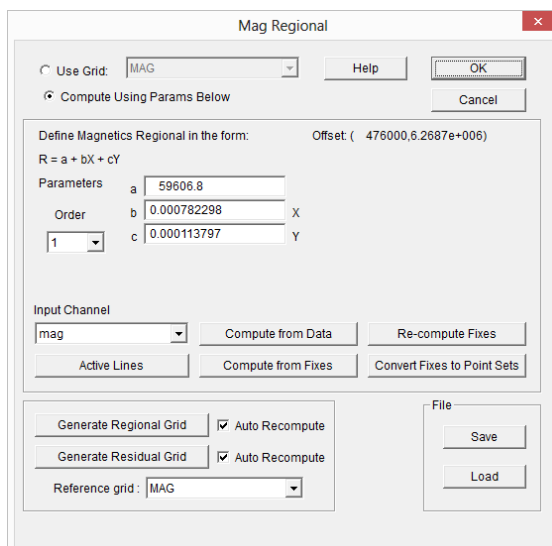 Mag Regional
x
Use Grid: MAG Help OK
Compute Using Params Below Cancel
Define Magnetics Regional in the form: Offset: ( 476000,6.2687e+006)
R = a + bX + cY
Parameters a 59606.8
Order b 0.000782298 X
1 c 0.000113797 Y
Input Channel
mag Compute from Data Re-compute Fixes
Active Lines Compute from Fixes Convert Fixes to Point Sets
File
Generate Regional Grid Auto Recompute Save
Generate Residual Grid Auto Recompute
Reference grid : MAG Load